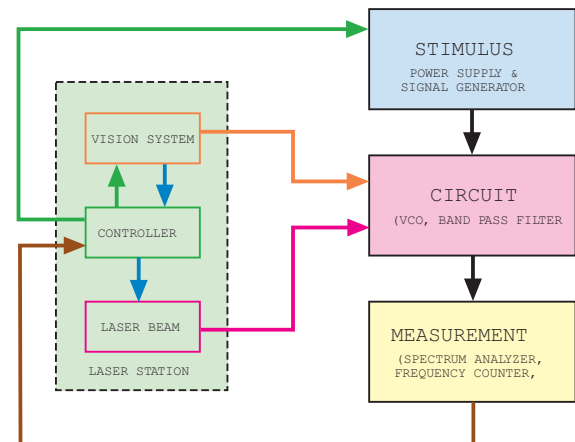 STIMULUS
POWER SUPPLY &
SIGNAL GENERATOR
VISION SYSTEM
CIRCUIT
(VCO, BAND PASS FILTER
CONTROLLER
LASER BEAM
MEASUREMENT
(SPECTRUM ANALYZER,
FREQUENCY COUNTER,
LASER STATION